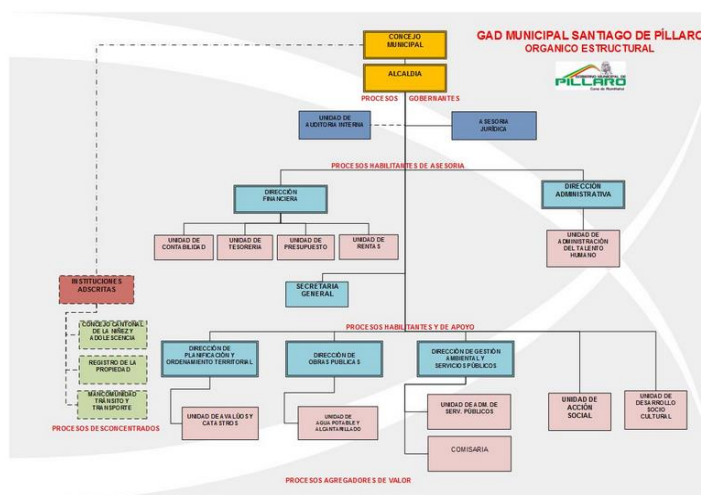 GAD MUNICIPAL SANTIAGO DE PÍLLARO
ORGANICO ESTRUCTURAL
GOBIERNO MUNICIPAL DE
PÍLLARO
CONCEJO
MUNICIPAL
ALCALDIA
PROCESOS GOBERNANTES
UNIDAD DE
AUDITORIA INTERNA
ASESORIA
JURÍDICA
PROCESOS HABILITANTES DE ASESORIA
DIRECCIÓN
FINANCIERA
DIRECCIÓN
ADMINISTRATIVA
UNIDAD DE
CONTABILIDAD
UNIDAD DE
TESORERIA
UNIDAD DE
PRESUPUESTO
UNIDAD DE
RENTAS
UNIDAD DE
ADMINISTRACIÓN
DEL TALENTO
HUMANO
INSTITUCIONES
ADSCRITAS
SECRETARIA
GENERAL
CONCEJO CANTONAL
DE LA NIÑEZ Y
ADOLESCENCIA
REGISTRO DE LA
PROPIEDAD
MANCOMUNIDAD
TRÁNSITO Y
TRANSPORTE
PROCESOS DESCONCENTRADOS
PROCESOS HABILITANTES Y DE APOYO
DIRECCIÓN DE
PLANIFICACIÓN Y
ORDENAMIENTO TERRITORIAL
DIRECCIÓN DE
OBRAS PUBLICAS
DIRECCIÓN DE GESTIÓN
AMBIENTAL Y
SERVICIOS PÚBLICOS
UNIDAD DE AVALÚOS Y
CATASTROS
UNIDAD DE
AGUA POTABLE Y
ALCANTARILLADO
UNIDAD DE ADM. DE
SERV. PÚBLICOS
COMISARIA
UNIDAD DE
ACCIÓN
SOCIAL
UNIDAD DE
DESARROLLO
SOCIO
CULTURAL
PROCESOS AGREGADORES DE VALOR